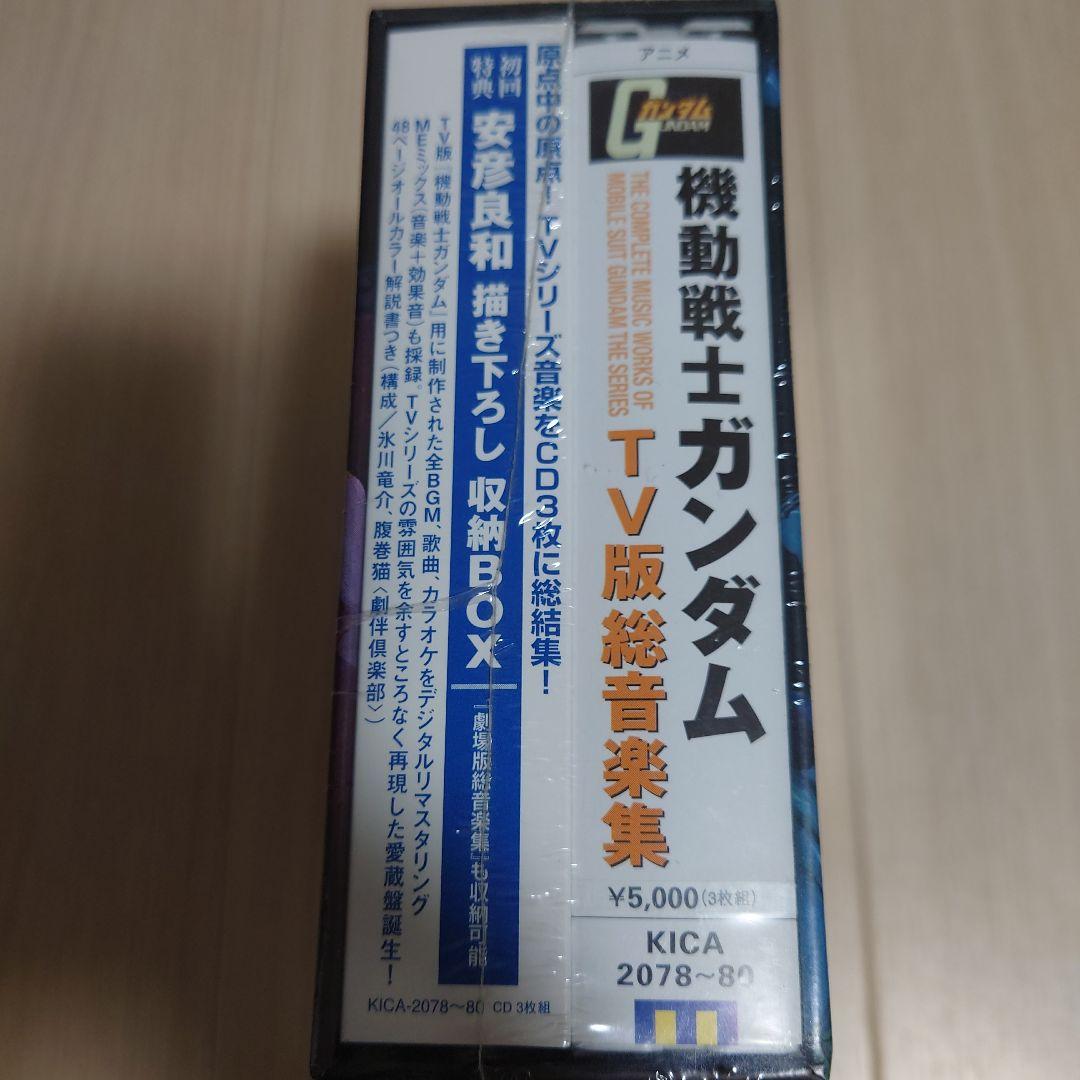 アニメ
ガンダム
GUNDAM
機動戦士ガンダム
THE COMPLETE MUSIC WORKS OF
MOBILE SUIT GUNDAM THE SERIES
TV版総音楽集
¥5,000(3枚組)
KICA
2078〜80
原点中の原点!TVシリーズ音楽をCD3枚に総結集!
初回
特典
安彦良和 描き下ろし 収納BOX
『劇場版総音楽集』も収納可能
TV版『機動戦士ガンダム』用に制作された全BGM、歌曲、カラオケをデジタルリマスタリング
MEミックス(音楽+効果音)も採録。TVシリーズの雰囲気を余すところなく再現した愛蔵盤誕生!
48ページオールカラー解説書つき(構成/氷川竜介、腹巻猫〈劇伴倶楽部〉)
KICA-2078〜80 CD 3枚組